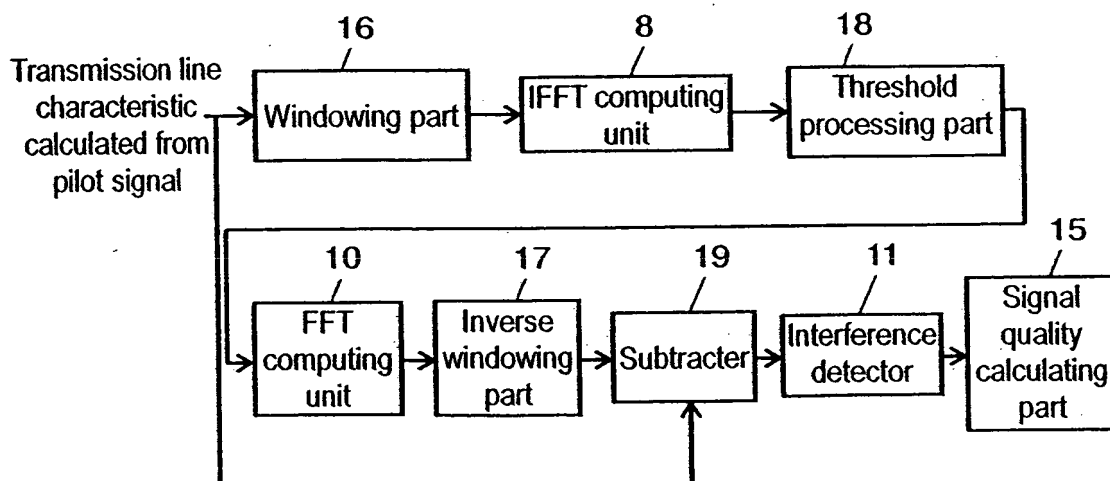 16
8
18
Transmission line
characteristic
calculated from
pilot signal
Windowing part
IFFT computing
unit
Threshold
processing part
10
17
19
11
15
FFT
computing
unit
Inverse
windowing
part
Subtracter
Interference
detector
Signal
quality
calculating
part